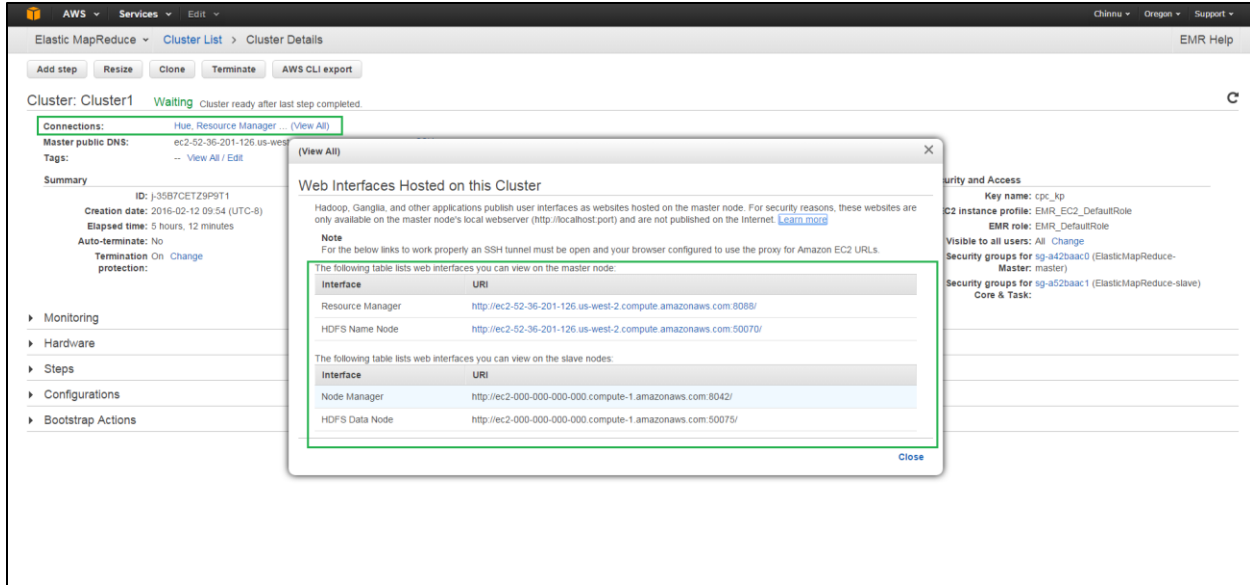 AWS Services Edit Chinnu Oregon Support
Elastic MapReduce Cluster List > Cluster Details EMR Help
Add step Resize Clone Terminate AWS CLI export
Cluster: Cluster1 Waiting Cluster ready after last step completed.
Connections: Hue, Resource Manager ... (View All)
Master public DNS: ec2-52-36-201-126.us-west
Tags: -- View All / Edit
Summary
ID: j-35B7CETZ9P9T1
Creation date: 2016-02-12 09:54 (UTC-8)
Elapsed time: 5 hours, 12 minutes
Auto-terminate: No
Termination On Change
protection:
Monitoring
Hardware
Steps
Configurations
Bootstrap Actions
(View All)
Web Interfaces Hosted on this Cluster
Hadoop, Ganglia, and other applications publish user interfaces as websites hosted on the master node. For security reasons, these websites are
only available on the master node's local webserver (http://localhost:port) and are not published on the Internet. Learn more
Note
For the below links to work properly an SSH tunnel must be open and your browser configured to use the proxy for Amazon EC2 URLs.
The following table lists web interfaces you can view on the master node:
Interface URI
Resource Manager http://ec2-52-36-201-126.us-west-2.compute.amazonaws.com:8088/
HDFS Name Node http://ec2-52-36-201-126.us-west-2.compute.amazonaws.com:50070/
The following table lists web interfaces you can view on the slave nodes:
Interface URI
Node Manager http://ec2-000-000-000-000.compute-1.amazonaws.com:8042/
HDFS Data Node http://ec2-000-000-000-000.compute-1.amazonaws.com:50075/
Close
urity and Access
Key name: cpc_kp
EC2 instance profile: EMR_EC2_DefaultRole
EMR role: EMR_DefaultRole
Visible to all users: All Change
Security groups for sg-a42baac0 (ElasticMapReduce-
Master: master)
Security groups for sg-a52baac1 (ElasticMapReduce-slave)
Core & Task: